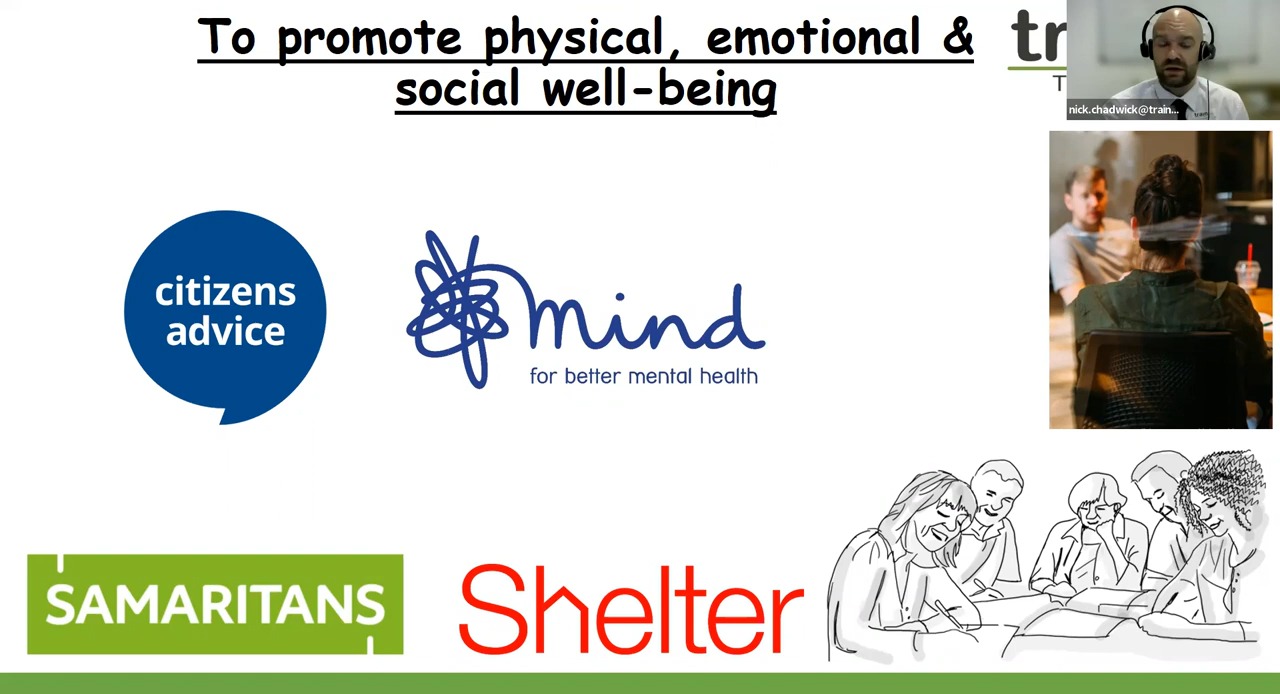 To promote physical, emotional &
social well-being
tr
T
nick.chadwick@train...
citizens
advice
mind
for better mental health
SAMARITANS
Shelter